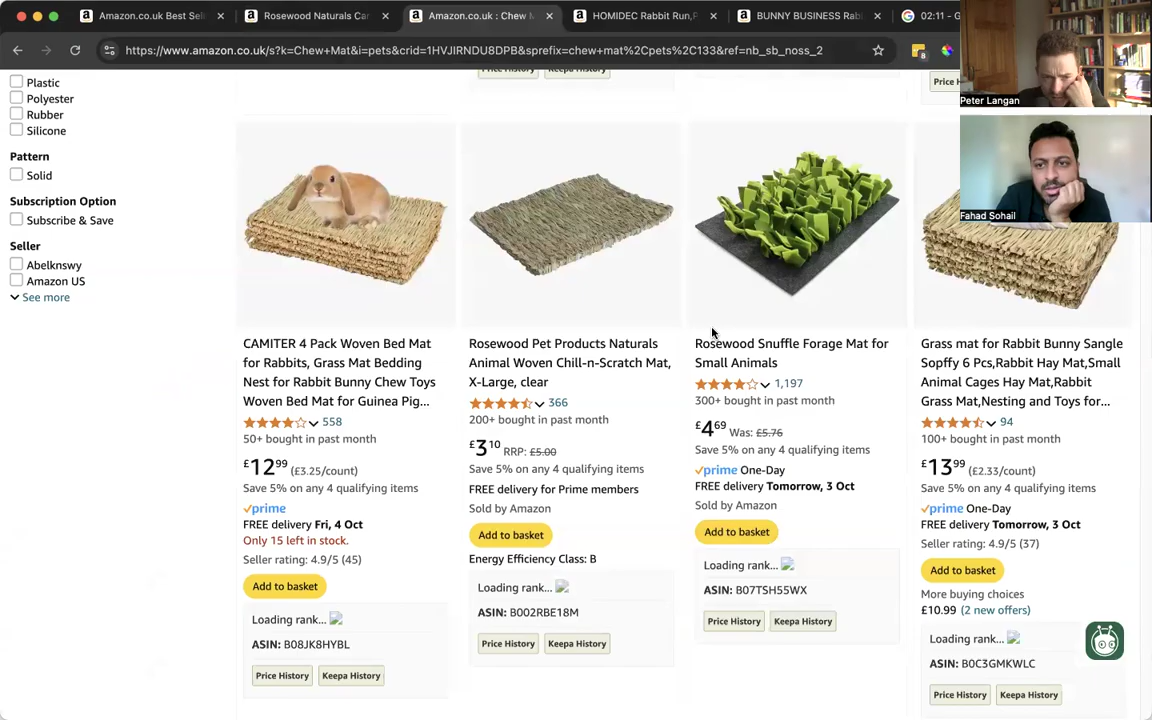 Amazon.co.uk Best Sell
Rosewood Naturals Car
Amazon.co.uk : Chew M
HOMIDEC Rabbit Run,P
BUNNY BUSINESS Rab
02:11 - G
https://www.amazon.co.uk/s?k=Chew+Mat&i=pets&crid=1HVJIRNDU8DPB&sprefix=chew+mat%2Cpets%2C133&ref=nb_sb_noss_2
8
Peter Langan
Fahad Sohail
Plastic
Polyester
Rubber
Silicone
Pattern
Solid
Subscription Option
Subscribe & Save
Seller
Abelknswy
Amazon US
See more
Price History
Keepa History
Price
CAMITER 4 Pack Woven Bed Mat
for Rabbits, Grass Mat Bedding
Nest for Rabbit Bunny Chew Toys
Woven Bed Mat for Guinea Pig...
558
50+ bought in past month
£12⁹⁹ (£3.25/count)
Save 5% on any 4 qualifying items
prime
FREE delivery Fri, 4 Oct
Only 15 left in stock.
Seller rating: 4.9/5 (45)
Add to basket
Loading rank...
ASIN: B08JK8HYBL
Price History
Keepa History
Rosewood Pet Products Naturals
Animal Woven Chill-n-Scratch Mat,
X-Large, clear
366
200+ bought in past month
£3¹⁰ RRP: £5.00
Save 5% on any 4 qualifying items
FREE delivery for Prime members
Sold by Amazon
Add to basket
Energy Efficiency Class: B
Loading rank...
ASIN: B002RBE18M
Price History
Keepa History
Rosewood Snuffle Forage Mat for
Small Animals
1,197
300+ bought in past month
£4⁶⁹ Was: £5.76
Save 5% on any 4 qualifying items
prime One-Day
FREE delivery Tomorrow, 3 Oct
Sold by Amazon
Add to basket
Loading rank...
ASIN: B07TSH55WX
Price History
Keepa History
Grass mat for Rabbit Bunny Sangle
Sopffy 6 Pcs,Rabbit Hay Mat,Small
Animal Cages Hay Mat,Rabbit
Grass Mat,Nesting and Toys for...
94
100+ bought in past month
£13⁹⁹ (£2.33/count)
Save 5% on any 4 qualifying items
prime One-Day
FREE delivery Tomorrow, 3 Oct
Seller rating: 4.9/5 (37)
Add to basket
More buying choices
£10.99 (2 new offers)
Loading rank...
ASIN: B0C3GMKWLC
Price History
Keepa History